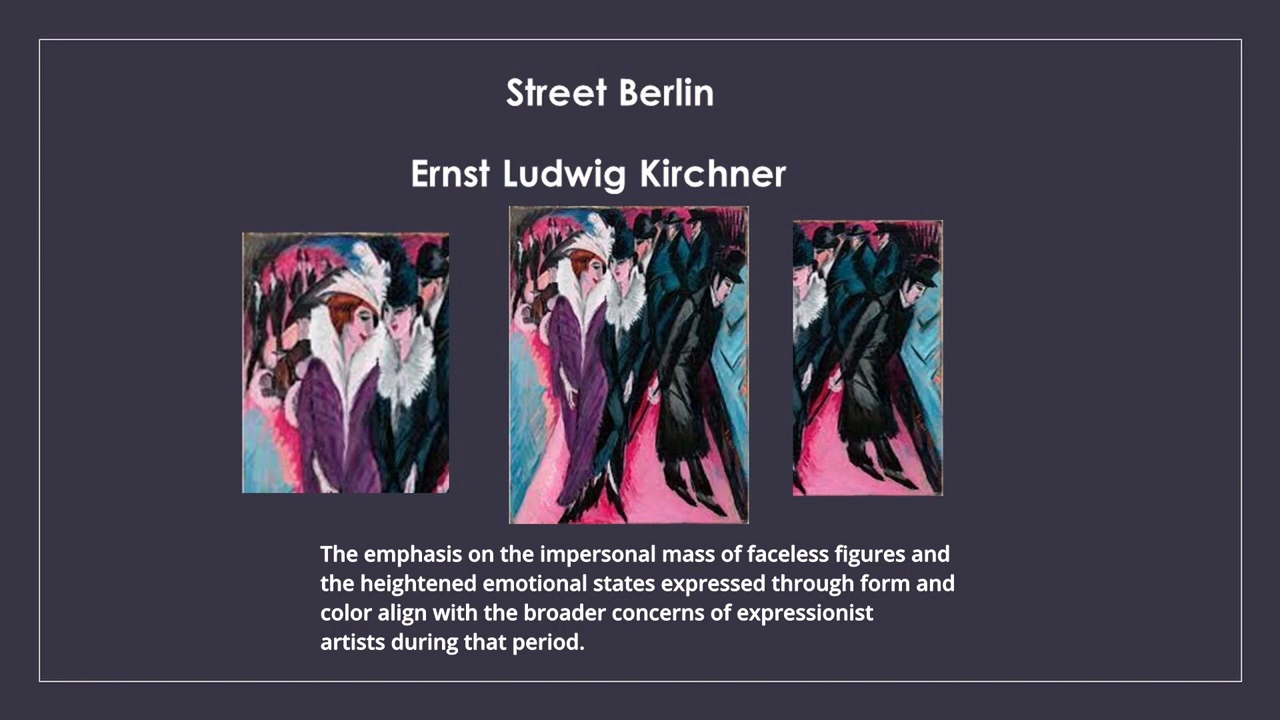 Street Berlin
Ernst Ludwig Kirchner
The emphasis on the impersonal mass of faceless figures and
the heightened emotional states expressed through form and
color align with the broader concerns of expressionist
artists during that period.